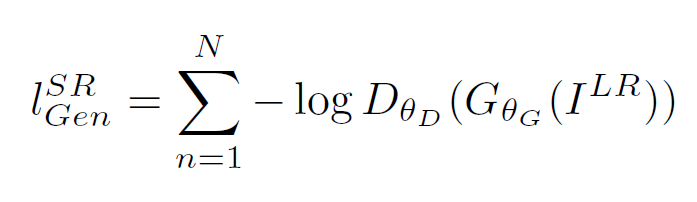 l_{Gen}^{SR} = \sum_{n=1}^{N} - \log D_{\theta_D}(G_{\theta_G}(I^{LR}))